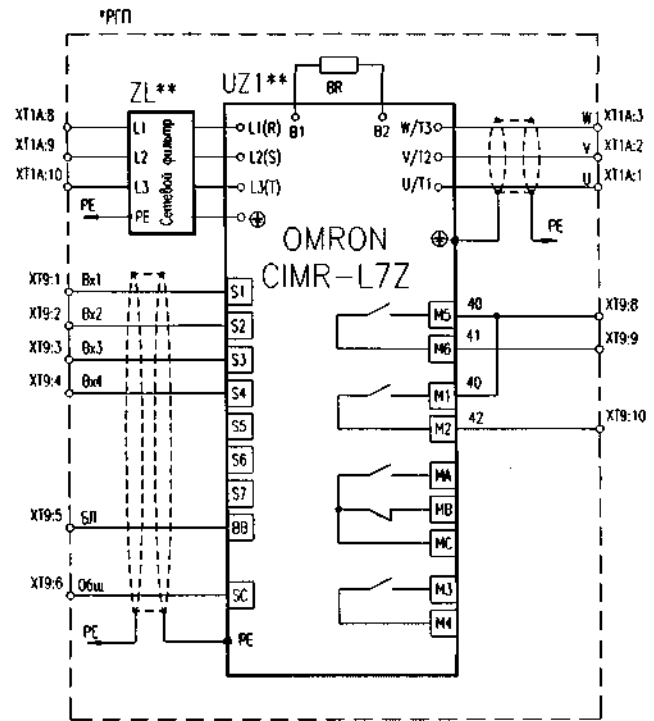 *РГП
ZL**
UZ1**
BR
B1
B2
XT1A:8
L1
L1(R)
W/T3
W
XT1A:3
XT1A:9
L2
L2(S)
V/T2
V
XT1A:2
XT1A:10
L3
L3(T)
U/T1
U
XT1A:1
PE
PE
Сетевой фильтр
PE
OMRON
CIMR-L7Z
XT9:1
Вх1
S1
XT9:2
Вх2
S2
XT9:3
Вх3
S3
XT9:4
Вх4
S4
S5
S6
S7
XT9:5
БЛ
BB
XT9:6
Общ
SC
PE
PE
M5
40
XT9:8
M6
41
XT9:9
M1
40
M2
42
XT9:10
MA
MB
MC
M3
M4